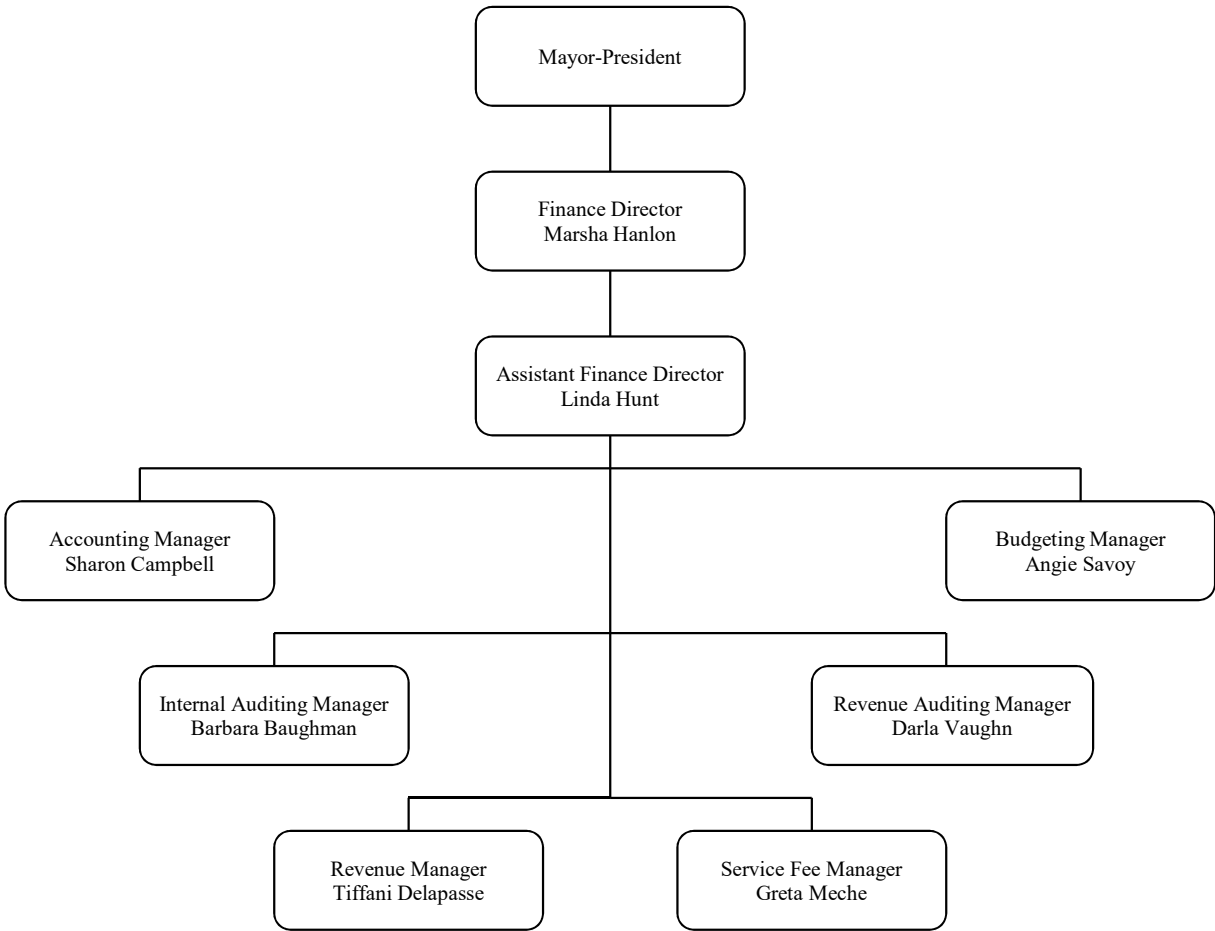 Mayor-President
Finance Director
Marsha Hanlon
Assistant Finance Director
Linda Hunt
Accounting Manager
Sharon Campbell
Budgeting Manager
Angie Savoy
Internal Auditing Manager
Barbara Baughman
Revenue Auditing Manager
Darla Vaughn
Revenue Manager
Tiffani Delapasse
Service Fee Manager
Greta Meche